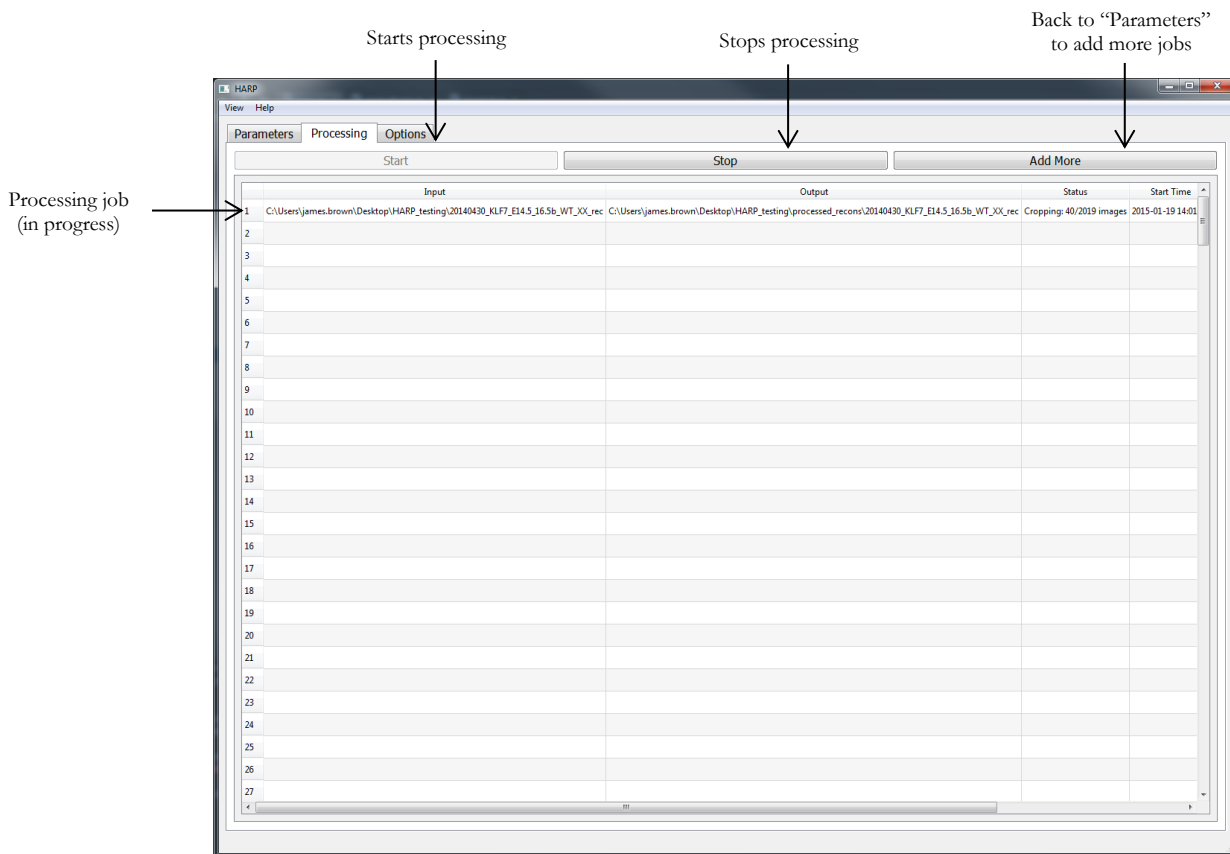 Starts processing
Stops processing
Back to “Parameters”
to add more jobs
HARP
View Help
Parameters Processing Options
Start Stop Add More
Processing job
(in progress)
Input Output Status Start Time
1 C:\Users\james.brown\Desktop\HARP_testing\20140430_KLF7_E14.5_16.5b_WT_XX_rec C:\Users\james.brown\Desktop\HARP_testing\processed_recons\20140430_KLF7_E14.5_16.5b_WT_XX_rec Cropping: 40/2019 images 2015-01-19 14:01
2
3
4
5
6
7
8
9
10
11
12
13
14
15
16
17
18
19
20
21
22
23
24
25
26
27